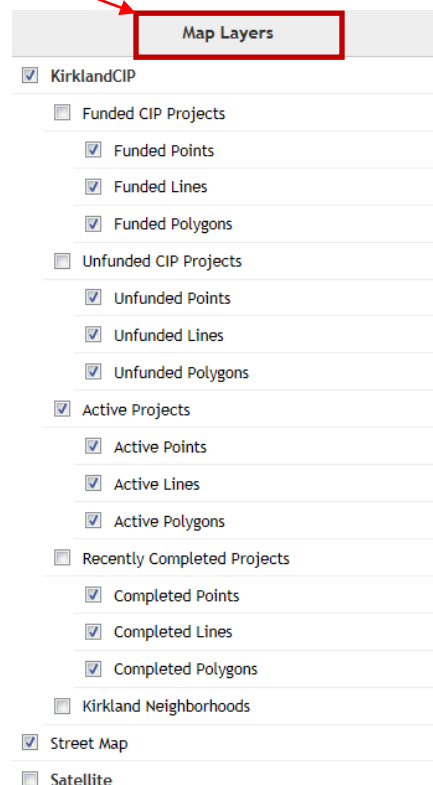 Map Layers
KirklandCIP
Funded CIP Projects
Funded Points
Funded Lines
Funded Polygons
Unfunded CIP Projects
Unfunded Points
Unfunded Lines
Unfunded Polygons
Active Projects
Active Points
Active Lines
Active Polygons
Recently Completed Projects
Completed Points
Completed Lines
Completed Polygons
Kirkland Neighborhoods
Street Map
Satellite